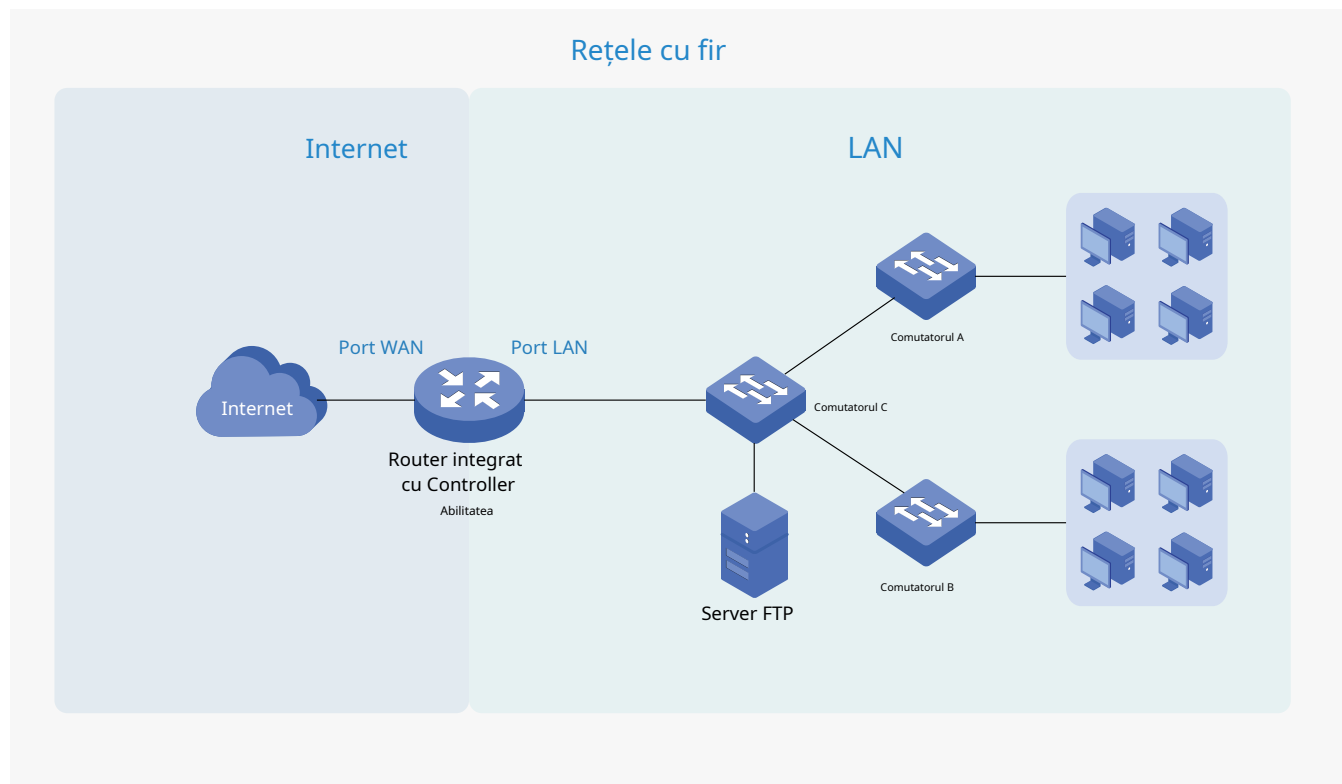 Rețele cu fir
Internet
LAN
Port WAN
Port LAN
Internet
Router integrat
cu Controller
Abilitatea
Comutatorul A
Comutatorul C
Comutatorul B
Server FTP